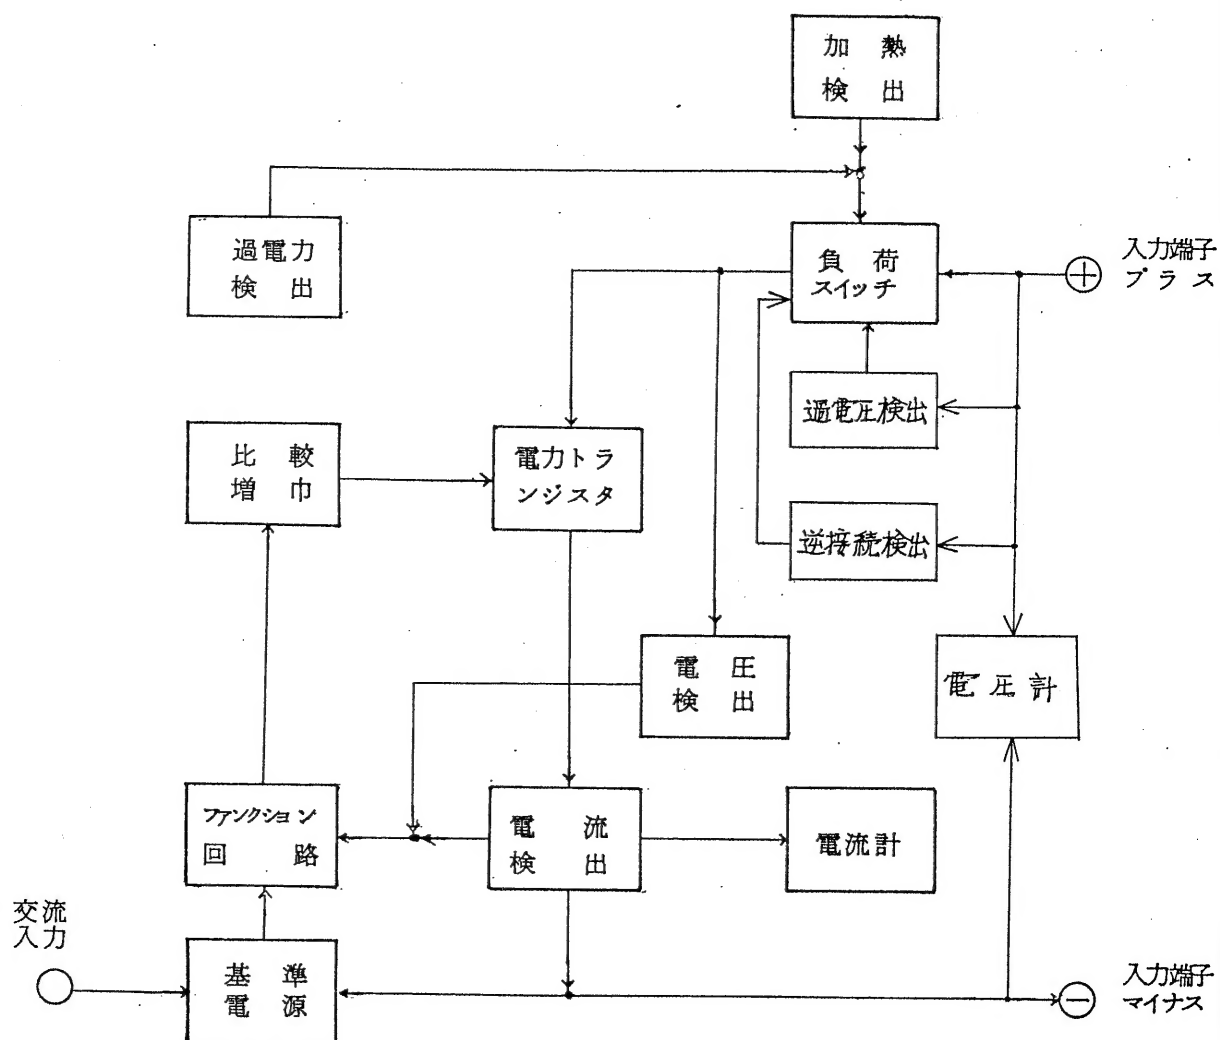 加熱
検出
過電力
検出
負荷
スイッチ
入力端子
プラス
過電圧検出
比較
増巾
電力トラ
ンジスタ
逆接続検出
電圧
検出
電圧計
ファンクション
回路
電流
検出
電流計
交流
入力
基準
電源
入力端子
マイナス